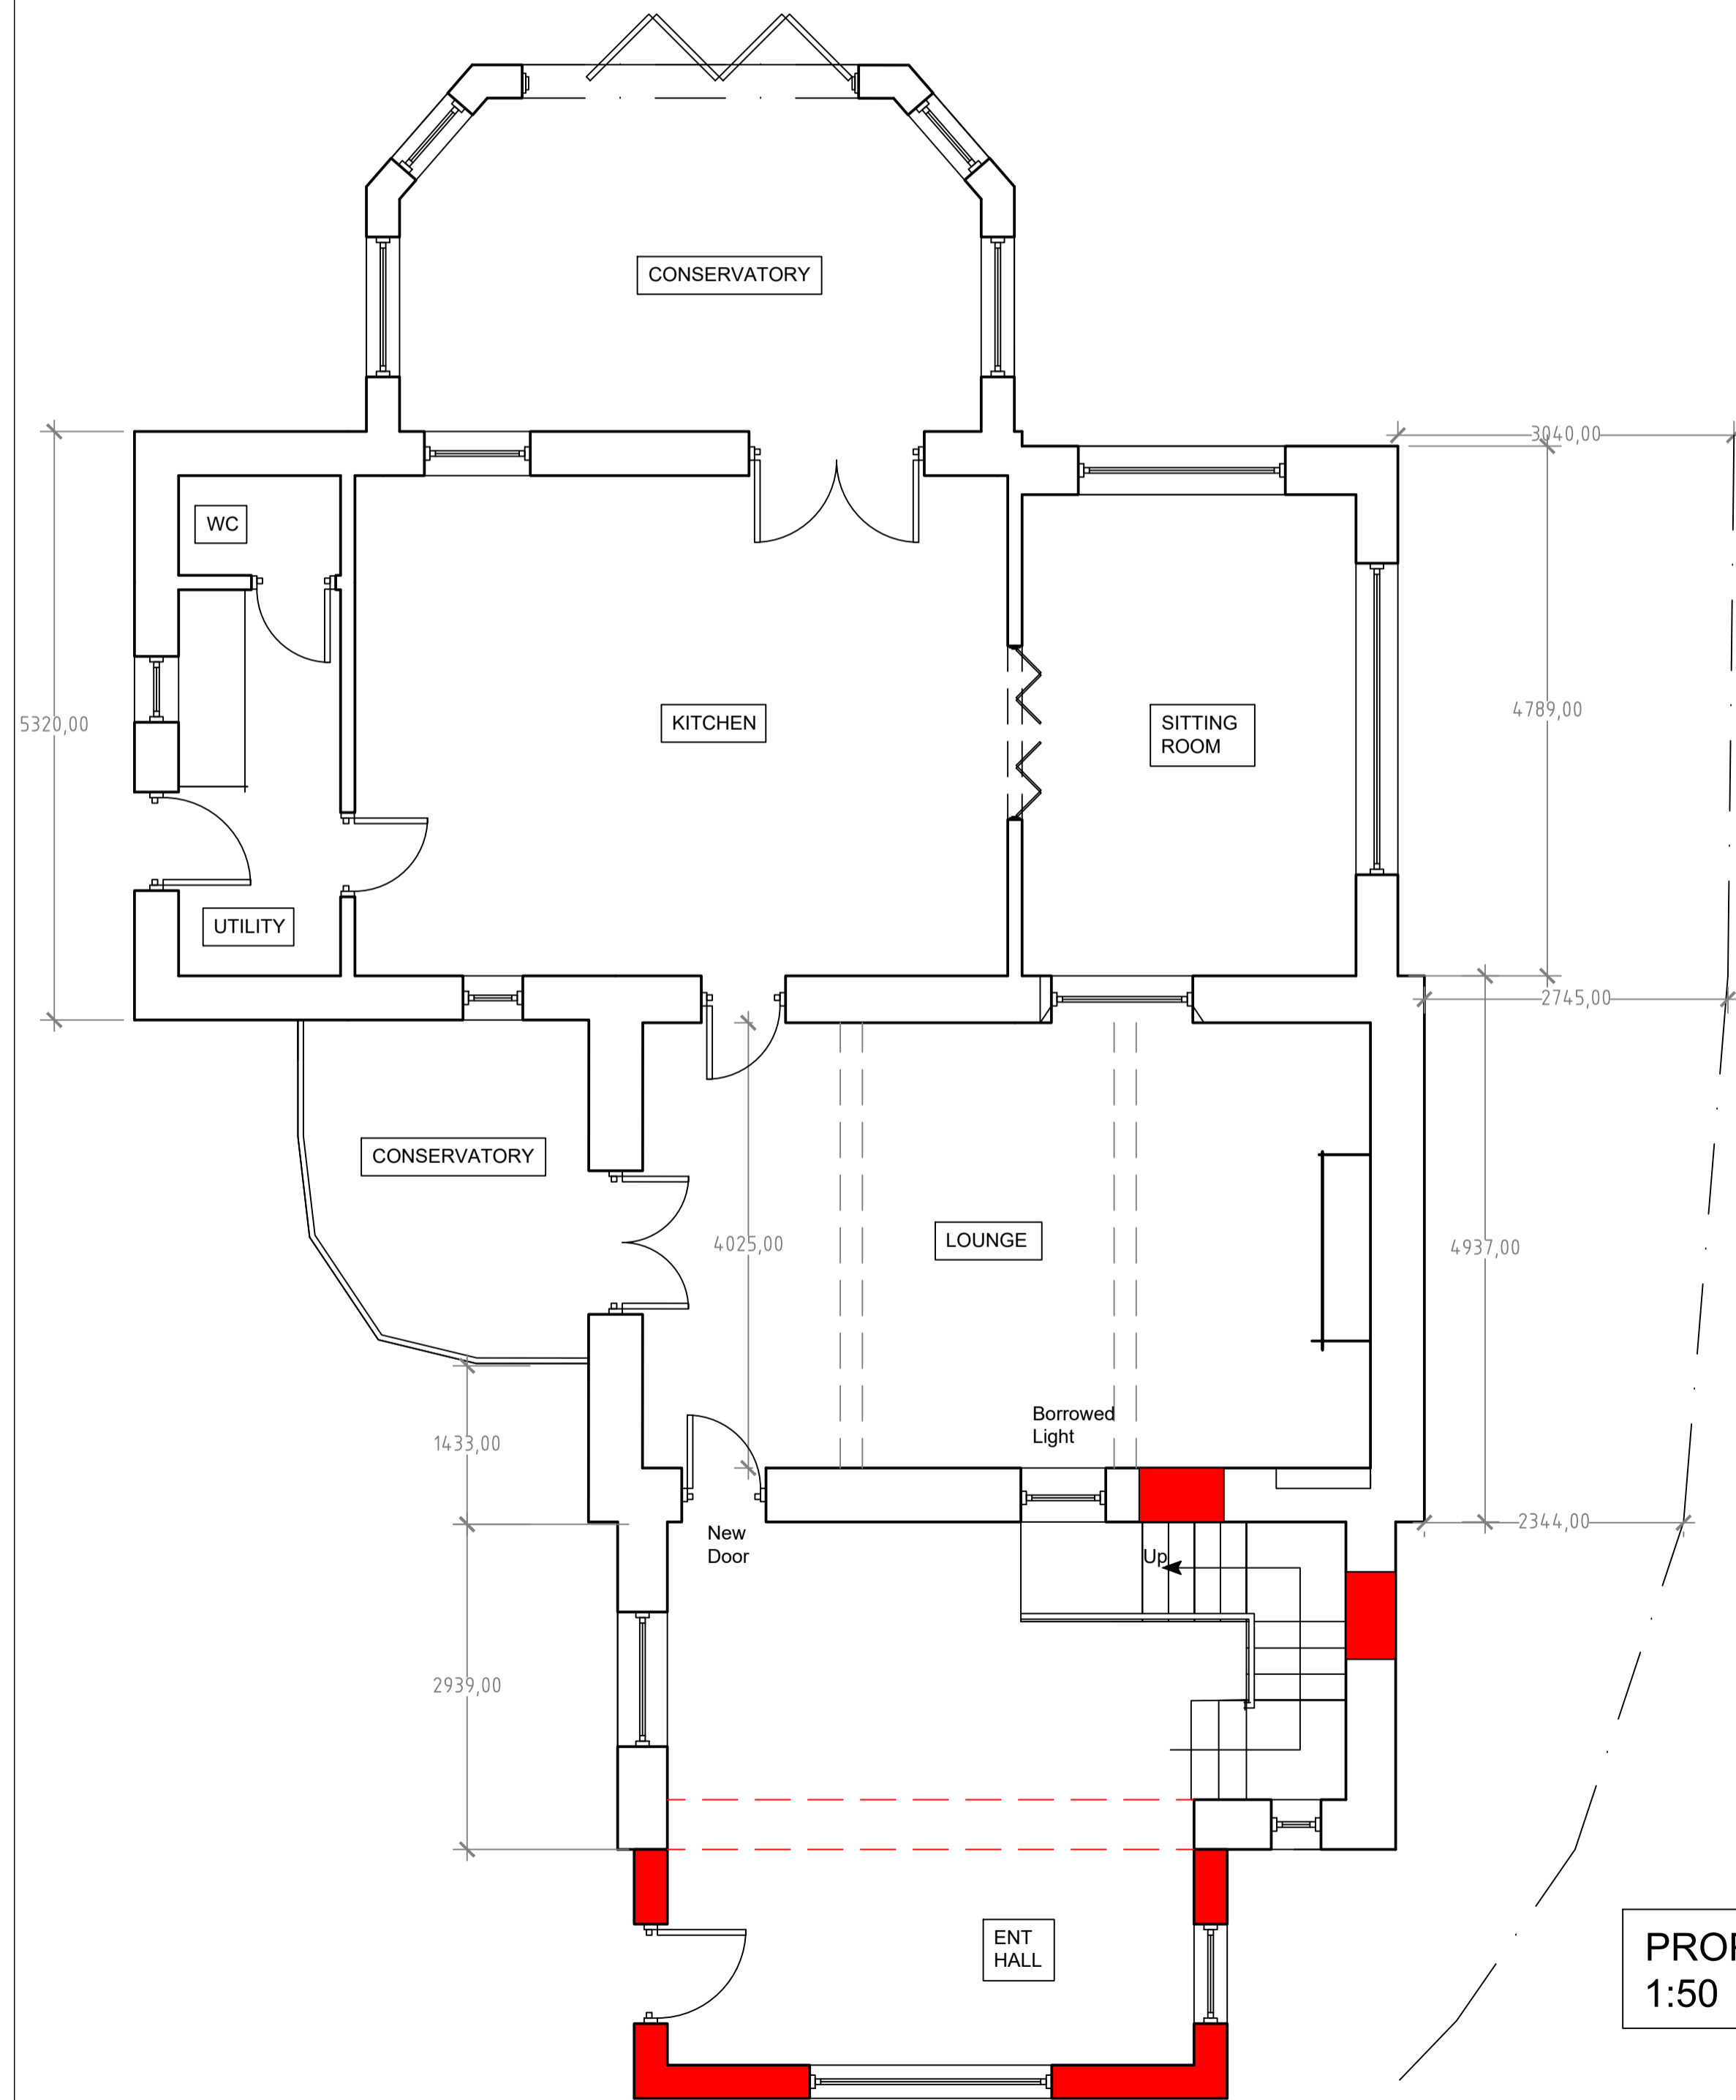 CONSERVATORY
3040,00
WC
5320,00
KITCHEN
SITTING
ROOM
4789,00
UTILITY
2745,00
CONSERVATORY
4025,00
LOUNGE
4937,00
Borrowed
Light
1433,00
New
Door
Up
2344,00
2939,00
ENT
HALL
PROP
1:50